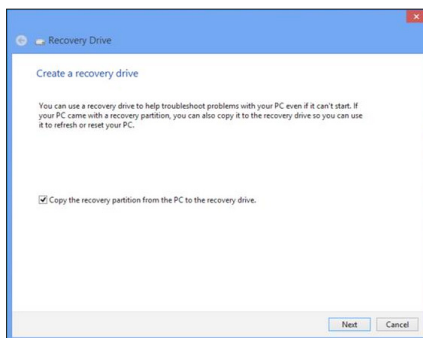 Recovery Drive
Create a recovery drive
You can use a recovery drive to help troubleshoot problems with your PC even if it can't start. If
your PC came with a recovery partition, you can also copy it to the recovery drive so you can use
it to refresh or reset your PC.
Copy the recovery partition from the PC to the recovery drive.
Next Cancel